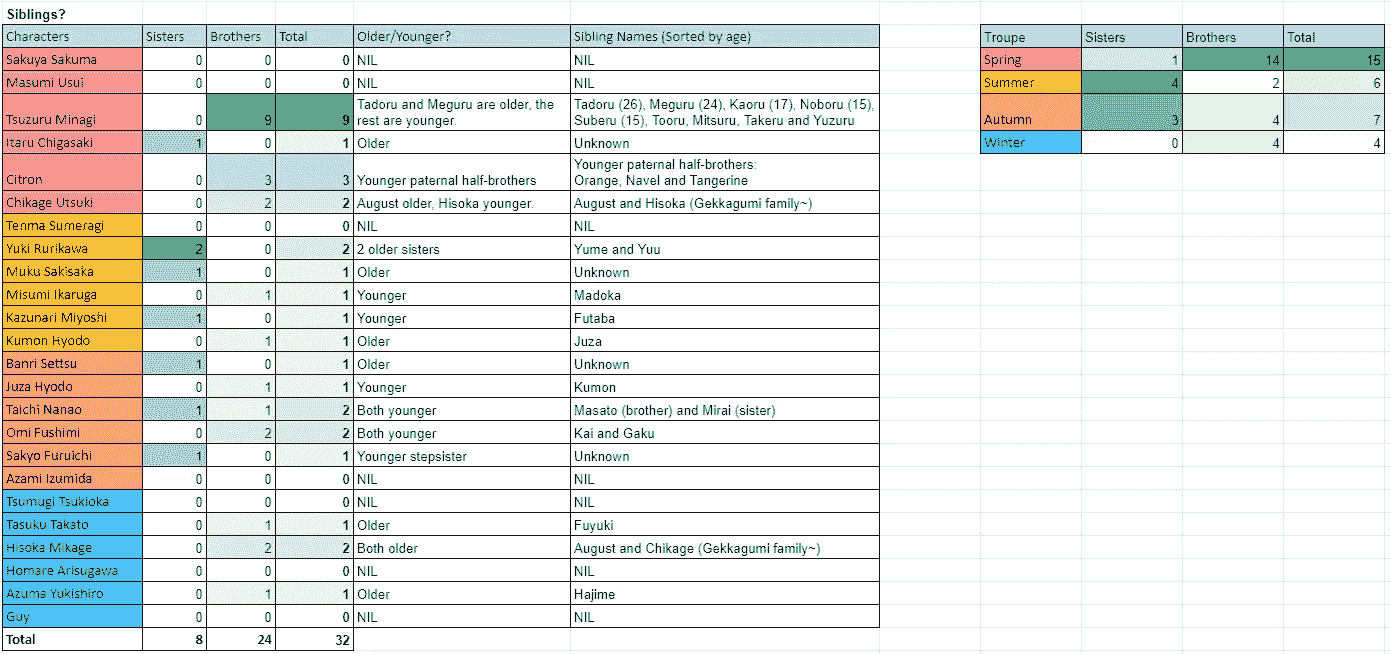 Siblings?
Characters Sisters Brothers Total Older/Younger? Sibling Names (Sorted by age)
Sakuya Sakuma 0 0 0 NIL NIL
Masumi Usui 0 0 0 NIL NIL
Tsuzuru Minagi 0 9 9 Tadoru and Meguru are older, the rest are younger. Tadoru (26), Meguru (24), Kaoru (17), Noboru (15), Suberu (15), Tooru, Mitsuru, Takeru and Yuzuru
Itaru Chigasaki 1 0 1 Older Unknown
Citron 0 3 3 Younger paternal half-brothers Younger paternal half-brothers: Orange, Navel and Tangerine
Chikage Utsuki 0 2 2 August older, Hisoka younger. August and Hisoka (Gekkagumi family~)
Tenma Sumeragi 0 0 0 NIL NIL
Yuki Rurikawa 2 0 2 2 older sisters Yume and Yuu
Muku Sakisaka 1 0 1 Older Unknown
Misumi Ikaruga 0 1 1 Younger Madoka
Kazunari Miyoshi 1 0 1 Younger Futaba
Kumon Hyodo 0 1 1 Older Juza
Banri Settsu 1 0 1 Older Unknown
Juza Hyodo 0 1 1 Younger Kumon
Taichi Nanao 1 1 2 Both younger Masato (brother) and Mirai (sister)
Omi Fushimi 0 2 2 Both younger Kai and Gaku
Sakyo Furuichi 1 0 1 Younger stepsister Unknown
Azami Izumida 0 0 0 NIL NIL
Tsumugi Tsukioka 0 0 0 NIL NIL
Tasuku Takato 0 1 1 Older Fuyuki
Hisoka Mikage 0 2 2 Both older August and Chikage (Gekkagumi family~)
Homare Arisugawa 0 0 0 NIL NIL
Azuma Yukishiro 0 1 1 Older Hajime
Guy 0 0 0 NIL NIL
Total 8 24 32
Troupe Sisters Brothers Total
Spring 1 14 15
Summer 4 2 6
Autumn 3 4 7
Winter 0 4 4